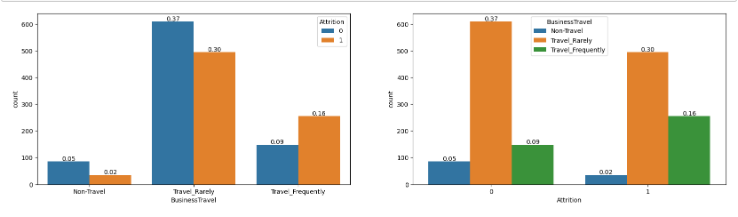 0.37
600
Attrition
0
1
500
0.30
400
count
300
0.16
200
0.09
100
0.05
0.02
0
Non-Travel
Travel_Rarely
Travel_Frequently
BusinessTravel
0.37
600
BusinessTravel
Non-Travel
Travel_Rarely
Travel_Frequently
500
0.30
400
count
300
0.16
200
0.09
100
0.05
0.02
0
0
1
Attrition